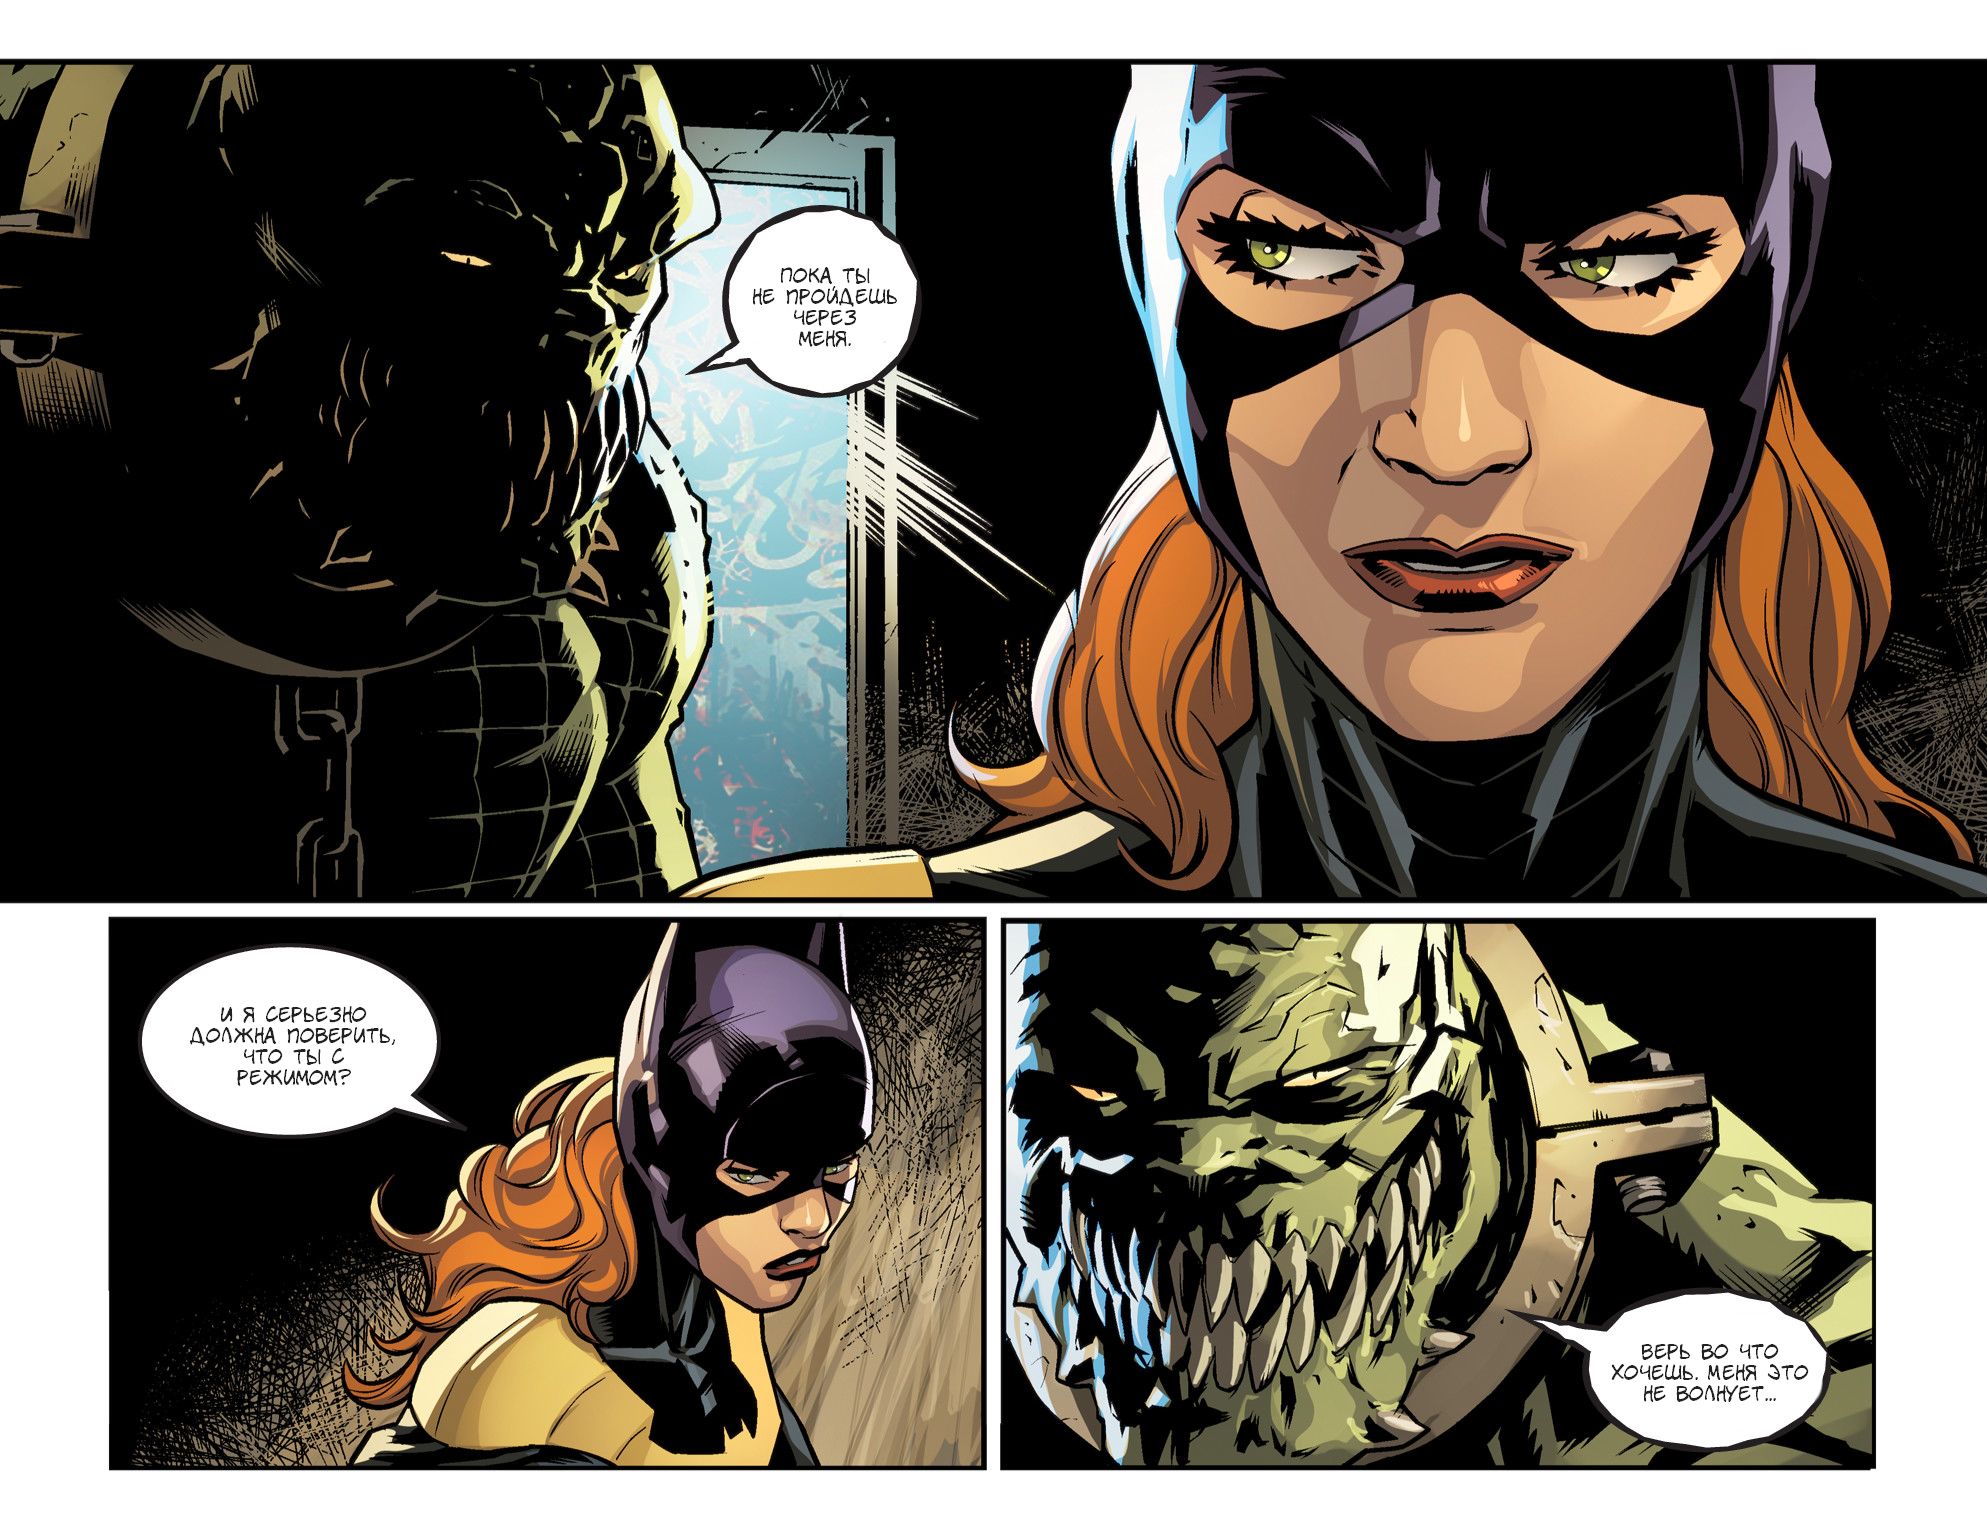 ПОКА ТЫ
НЕ ПРОЙДЕШЬ
ЧЕРЕЗ
МЕНЯ.
И Я СЕРЬЕЗНО
ДОЛЖНА ПОВЕРИТЬ,
ЧТО ТЫ С
РЕЖИМОМ?
ВЕРЬ ВО ЧТО
ХОЧЕШЬ. МЕНЯ ЭТО
НЕ ВОЛНУЕТ...